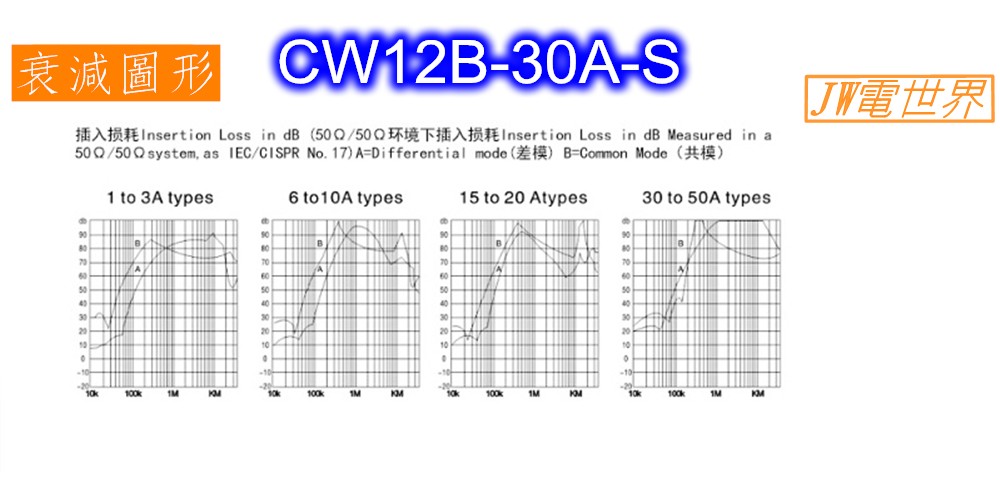 衰減圖形
CW12B-30A-S
JW電世界
插入损耗Insertion Loss in dB (50Ω/50Ω环境下插入损耗Insertion Loss in dB Measured in a
50Ω/50Ωsystem,as IEC/CISPR No.17)A=Differential mode(差模) B=Common Mode (共模)
1 to 3A types
6 to10A types
15 to 20 Atypes
30 to 50A types
db
90
80
70
60
50
40
30
20
10
0
-10
-20
B
A
10k 100k 1M KM
db
90
80
70
60
50
40
30
20
10
0
-10
-20
B
A
10k 100k 1M KM
db
90
80
70
60
50
40
30
20
10
0
-10
-20
B
A
10k 100k 1M KM
db
90
80
70
60
50
40
30
20
10
0
-10
-20
B
A
10k 100k 1M KM